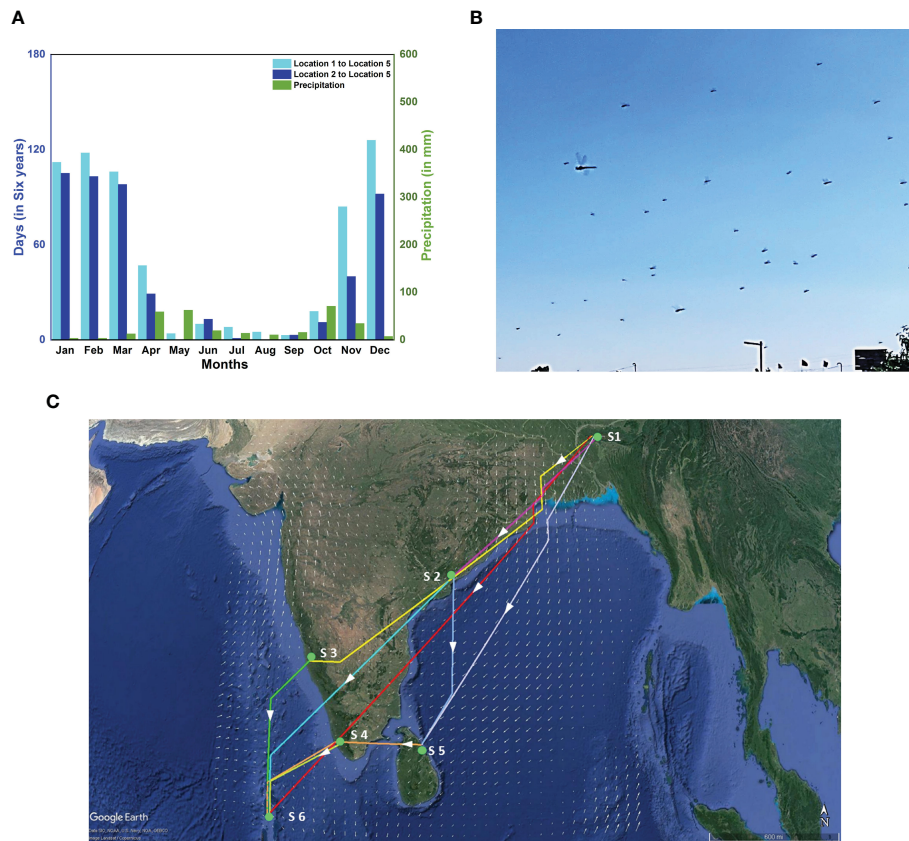 A
180
120
60
0
Days (in Six years)
Location 1 to Location 5
Location 2 to Location 5
Precipitation
600
500
400
300
200
100
0
Precipitation (in mm)
Jan Feb Mar Apr May Jun Jul Aug Sep Oct Nov Dec
Months
B
C
S1
S 2
S 3
S 4
S 5
S 6
Google Earth
N
600 mi